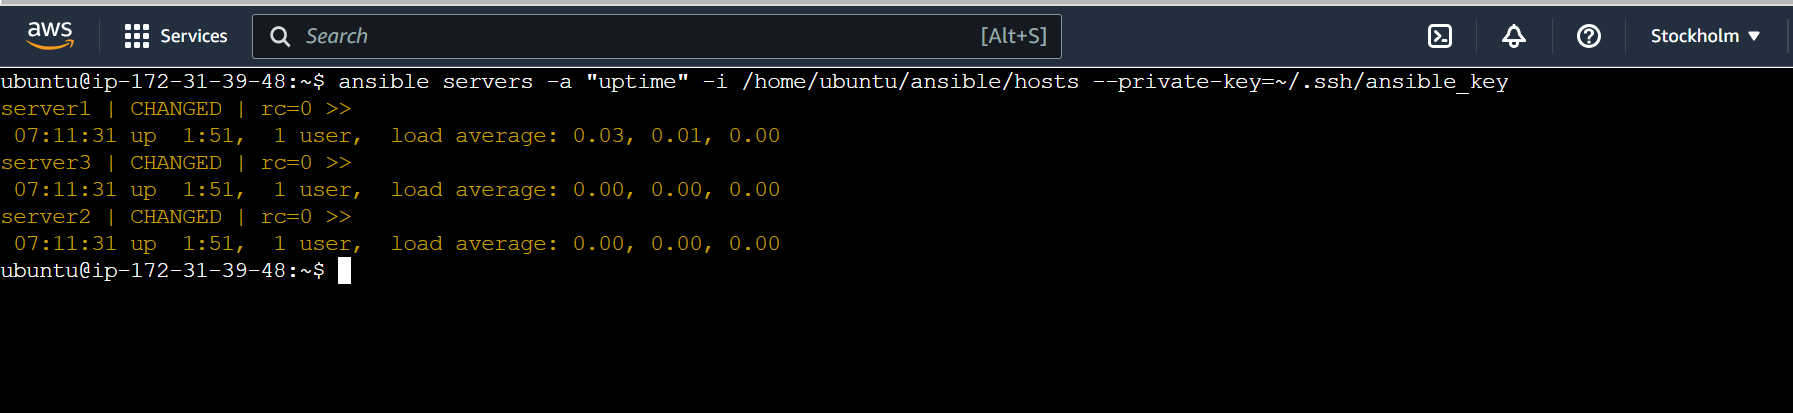 aws Services Search [Alt+S] Stockholm
ubuntu@ip-172-31-39-48:~$ ansible servers -a "uptime" -i /home/ubuntu/ansible/hosts --private-key=~/.ssh/ansible_key
server1 | CHANGED | rc=0 >>
 07:11:31 up  1:51,  1 user,  load average: 0.03, 0.01, 0.00
server3 | CHANGED | rc=0 >>
 07:11:31 up  1:51,  1 user,  load average: 0.00, 0.00, 0.00
server2 | CHANGED | rc=0 >>
 07:11:31 up  1:51,  1 user,  load average: 0.00, 0.00, 0.00
ubuntu@ip-172-31-39-48:~$